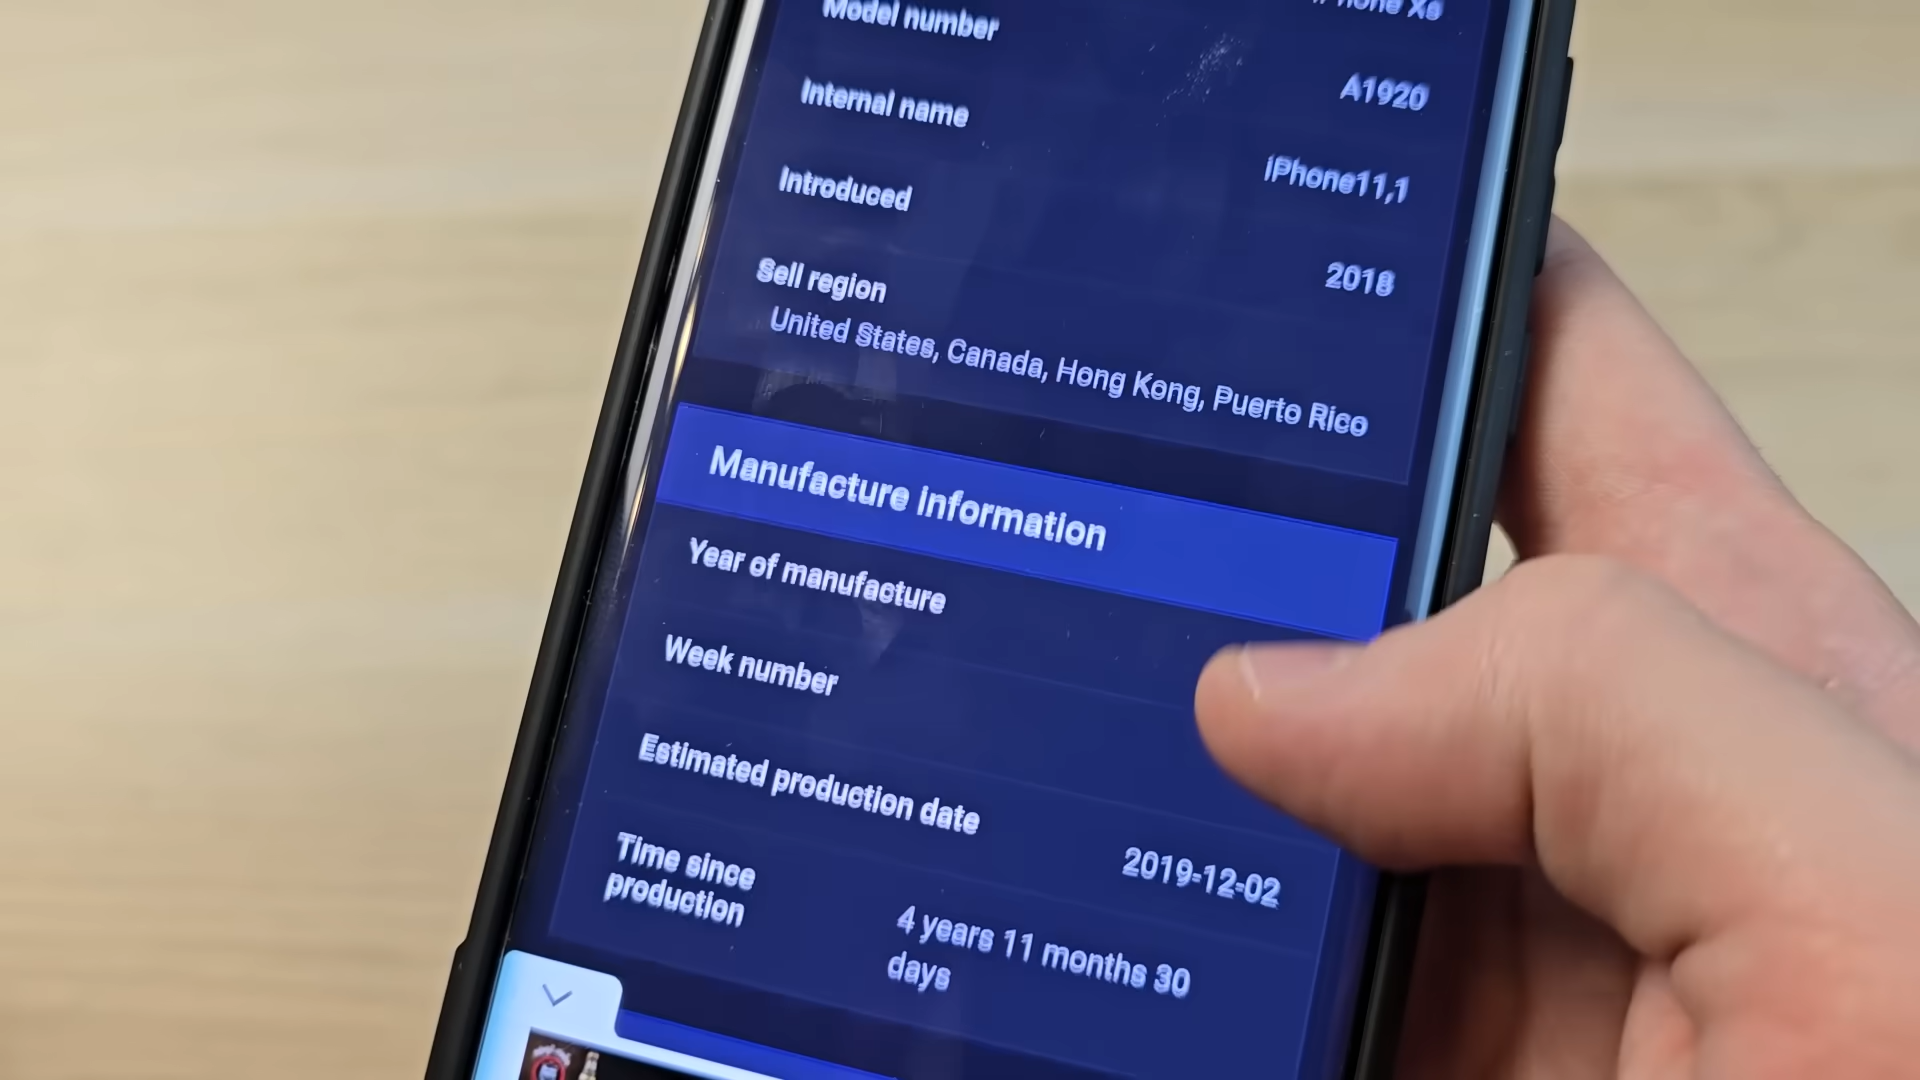 iPhone Xs
Model number
A1920
Internal name
iPhone11,1
Introduced
2018
Sell region
United States, Canada, Hong Kong, Puerto Rico
Manufacture information
Year of manufacture
Week number
Estimated production date
2019-12-02
Time since
production
4 years 11 months 30
days